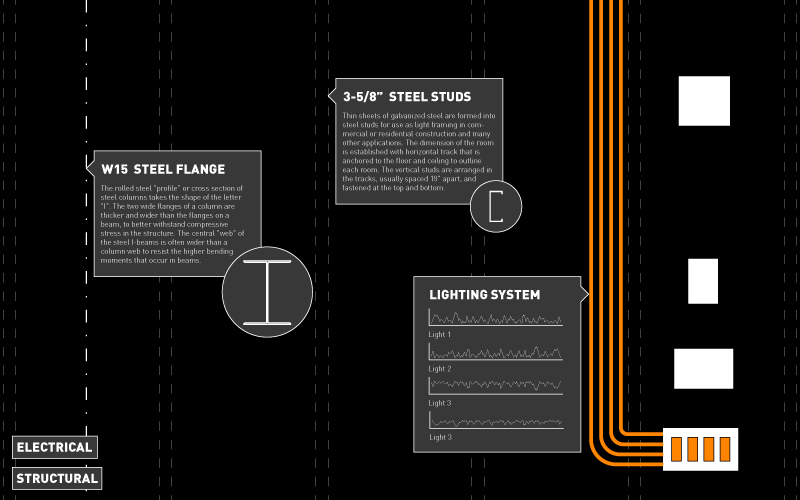 3-5/8” STEEL STUDS
Thin sheets of galvanized steel are formed into
steel studs for use as light framing in com-
mercial or residential construction and many
other applications. The dimension of the room
is established with horizontal track that is
anchored to the floor and ceiling to outline
each room. The vertical studs are arranged in
the tracks, usually spaced 18" apart, and
fastened at the top and bottom.
W15 STEEL FLANGE
The rolled steel "profile" or cross section of
steel columns takes the shape of the letter
"I". The two wide flanges of a column are
thicker and wider than the flanges on a
beam, to better withstand compressive
stress in the structure. The central "web" of
the steel I-beams is often wider than a
column web to resist the higher bending
moments that occur in beams.
LIGHTING SYSTEM
Light 1
Light 2
Light 3
Light 3
ELECTRICAL
STRUCTURAL